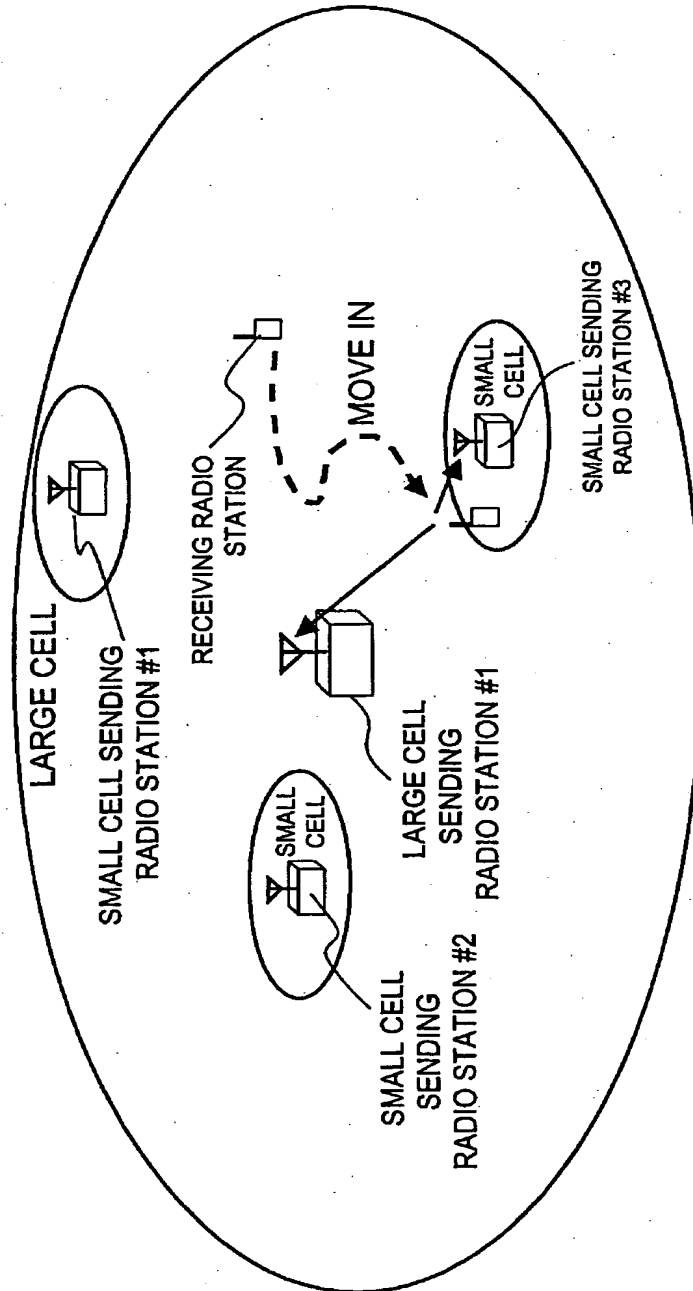 LARGE CELL
SMALL CELL SENDING
RADIO STATION #1
RECEIVING RADIO
STATION
MOVE IN
SMALL
CELL
SMALL CELL
SENDING
RADIO STATION #2
LARGE CELL
SENDING
RADIO STATION #1
SMALL
CELL
SMALL CELL SENDING
RADIO STATION #3